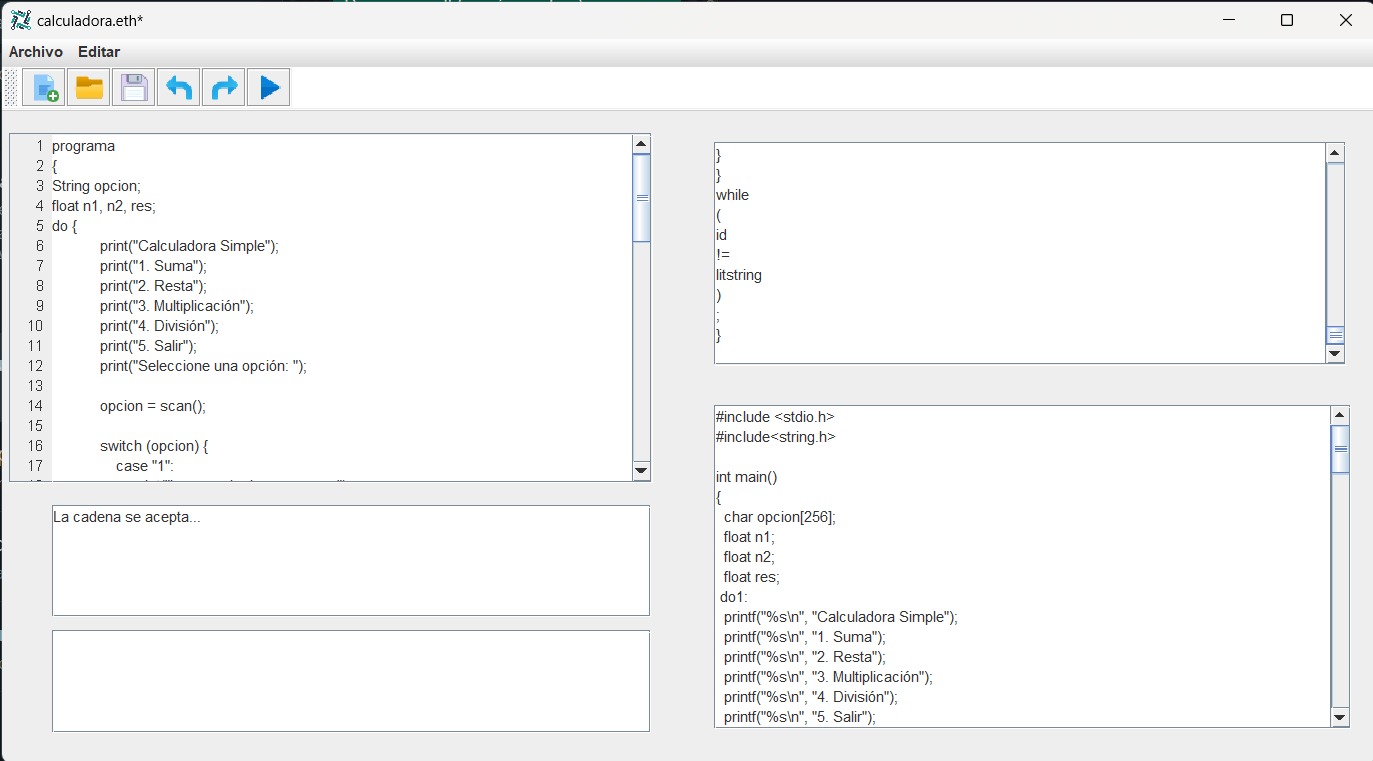 calculadora.eth*
Archivo Editar
1 programa
2 {
3 String opcion;
4 float n1, n2, res;
5 do {
6 print("Calculadora Simple");
7 print("1. Suma");
8 print("2. Resta");
9 print("3. Multiplicación");
10 print("4. División");
11 print("5. Salir");
12 print("Seleccione una opción: ");
13
14 opcion = scan();
15
16 switch (opcion) {
17 case "1":
La cadena se acepta...
}
}
while
(
id
!=
litstring
)
;
}
#include <stdio.h>
#include<string.h>
int main()
{
char opcion[256];
float n1;
float n2;
float res;
do1:
printf("%s\n", "Calculadora Simple");
printf("%s\n", "1. Suma");
printf("%s\n", "2. Resta");
printf("%s\n", "3. Multiplicación");
printf("%s\n", "4. División");
printf("%s\n", "5. Salir");